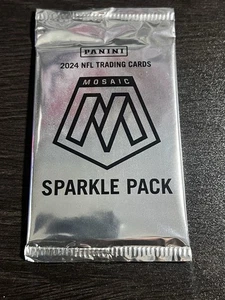 PANINI
2024 NFL TRADING CARDS
MOSAIC
M
SPARKLE PACK